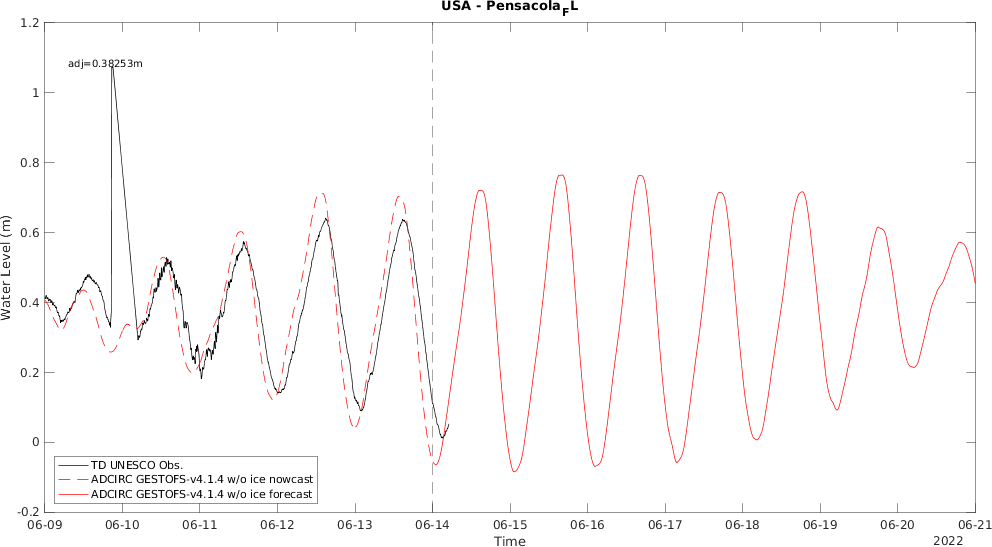 USA - Pensacola_FL
1.2
adj=0.38253m
1
0.8
0.6
0.4
0.2
0
-0.2
Water Level (m)
TD UNESCO Obs.
ADCIRC GESTOFS-v4.1.4 w/o ice nowcast
ADCIRC GESTOFS-v4.1.4 w/o ice forecast
06-09 06-10 06-11 06-12 06-13 06-14 06-15 06-16 06-17 06-18 06-19 06-20 06-21
Time
2022